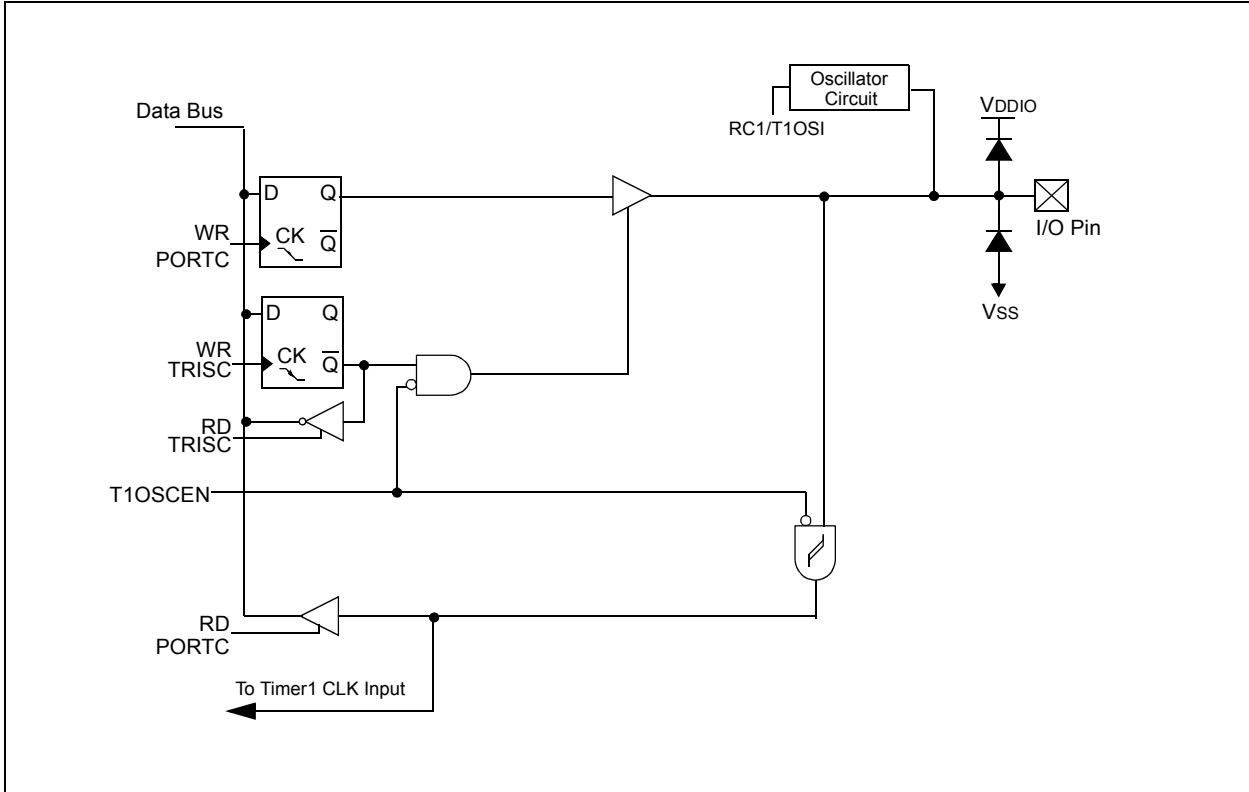 Oscillator
Circuit
RC1/T1OSI
VDDIO
Data Bus
D Q
CK Q̅
WR
PORTC
I/O Pin
VSS
D Q
CK Q̅
WR
TRISC
RD
TRISC
T1OSCEN
RD
PORTC
To Timer1 CLK Input